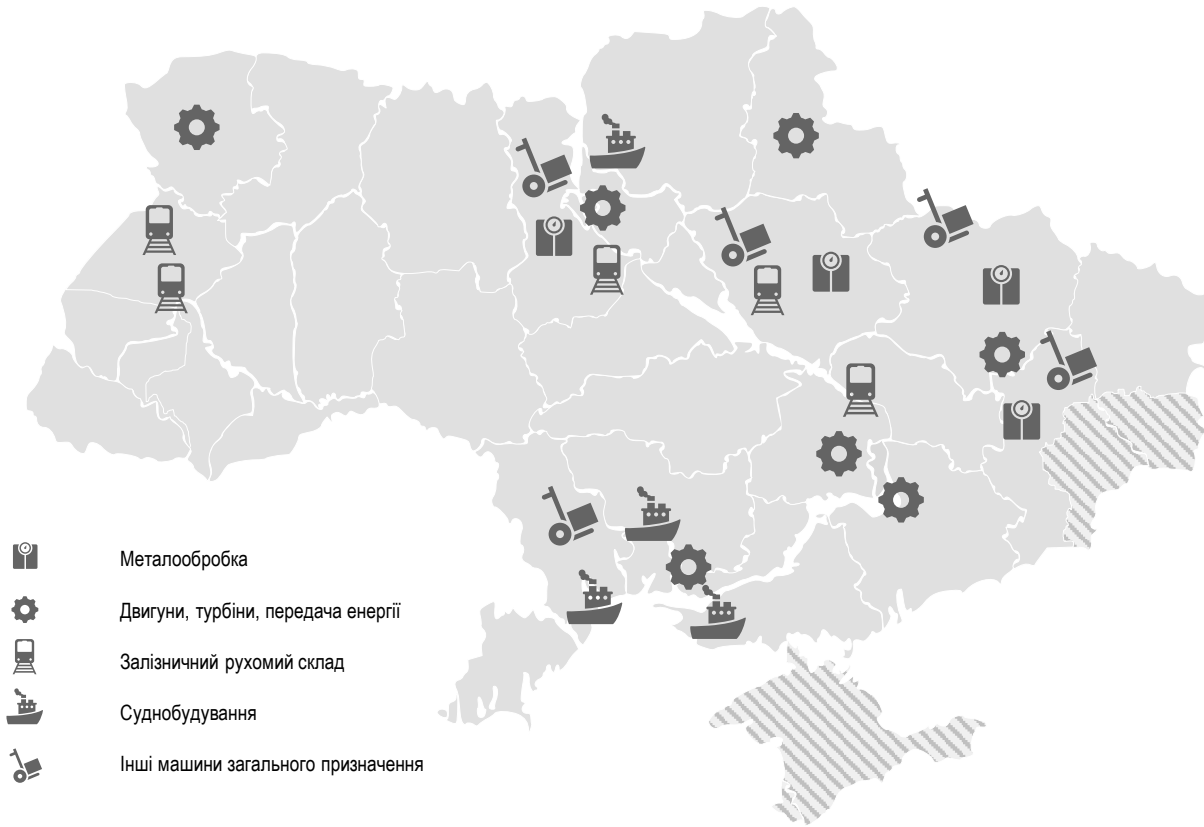 Металообробка
Двигуни, турбіни, передача енергії
Залізничний рухомий склад
Суднобудування
Інші машини загального призначення